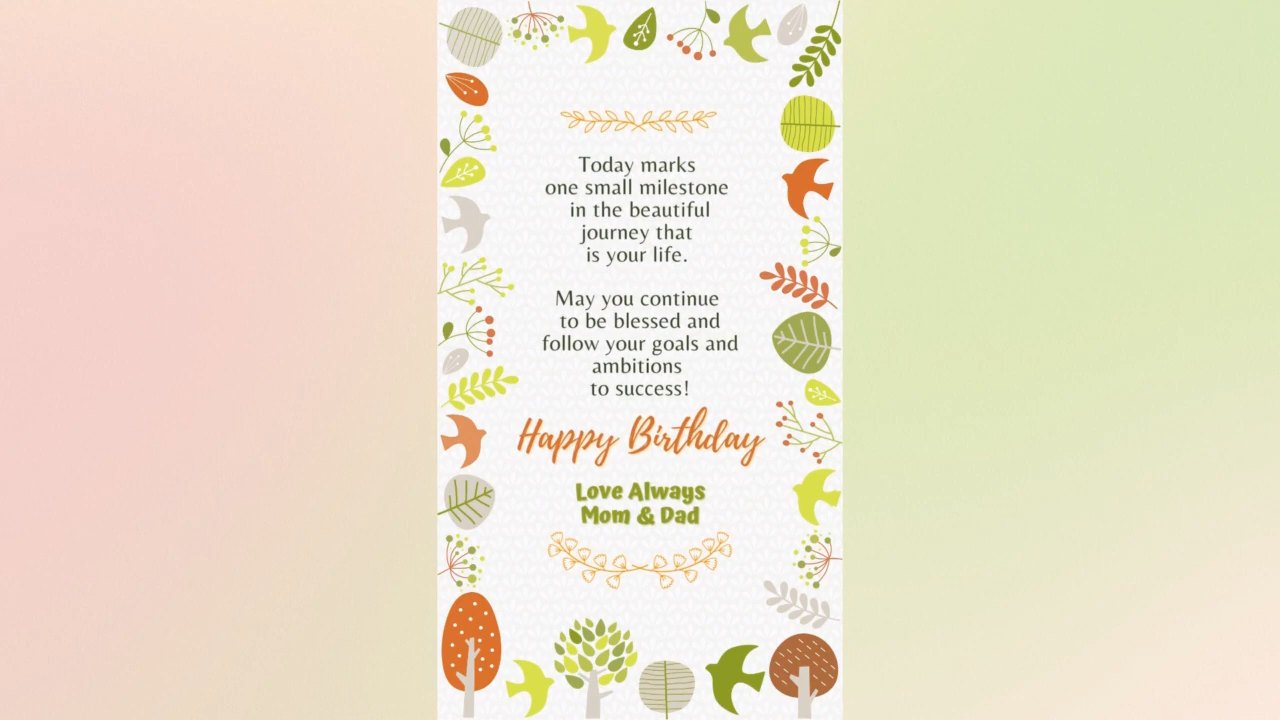 Today marks
one small milestone
in the beautiful
journey that
is your life.
May you continue
to be blessed and
follow your goals and
ambitions
to success!
Happy Birthday
Love Always
Mom & Dad